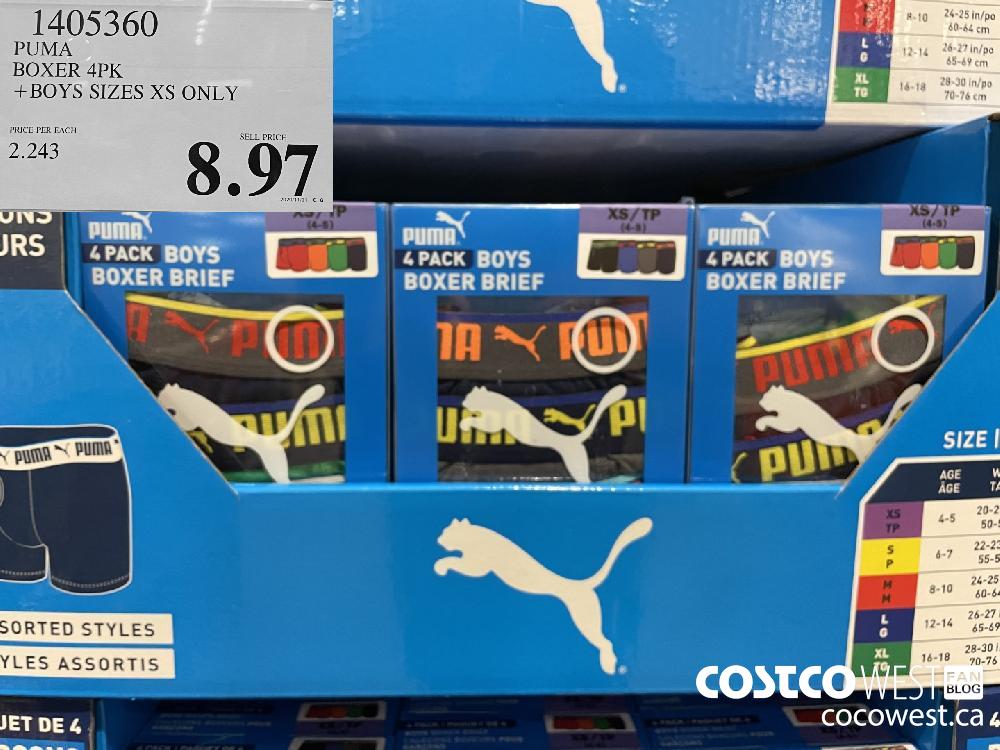 1405360
PUMA
BOXER 4PK
+BOYS SIZES XS ONLY
PRICE PER EACH
2.243
SELL PRICE
8.97
8-10 24-25 in/po
60-64 cm
L
G
12-14 26-27 in/po
65-69 cm
XL
TG
16-18 28-30 in/po
70-76 cm
URS
PUMA
XS/TP
(4-5)
4 PACK BOYS
BOXER BRIEF
PUMA
XS/TP
(4-5)
4 PACK BOYS
BOXER BRIEF
PUMA
XS/TP
(4-5)
4 PACK BOYS
BOXER BRIEF
PUMA
PUMA
PUMA PUMA
SORTED STYLES
YLES ASSORTIS
SIZE
AGE
ÂGE
XS
TP
4-5
S
P
6-7
M
M
8-10
L
G
12-14
XL
TG
16-18
COSTCO WEST FAN BLOG
cocowest.ca
UET DE 4